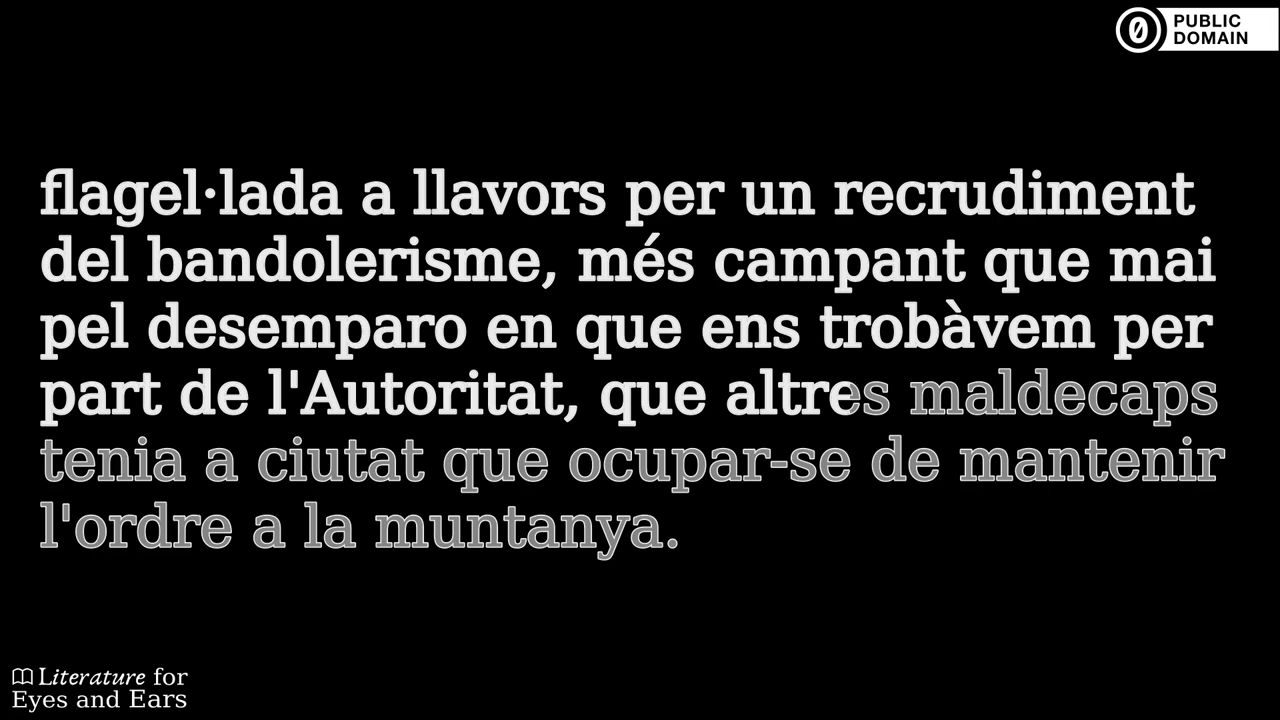 PUBLIC
DOMAIN
flagel·lada a llavors per un recrudiment
del bandolerisme, més campant que mai
pel desemparo en que ens trobàvem per
part de l'Autoritat, que altres maldecaps
tenia a ciutat que ocupar-se de mantenir
l'ordre a la muntanya.
Literature for
Eyes and Ears